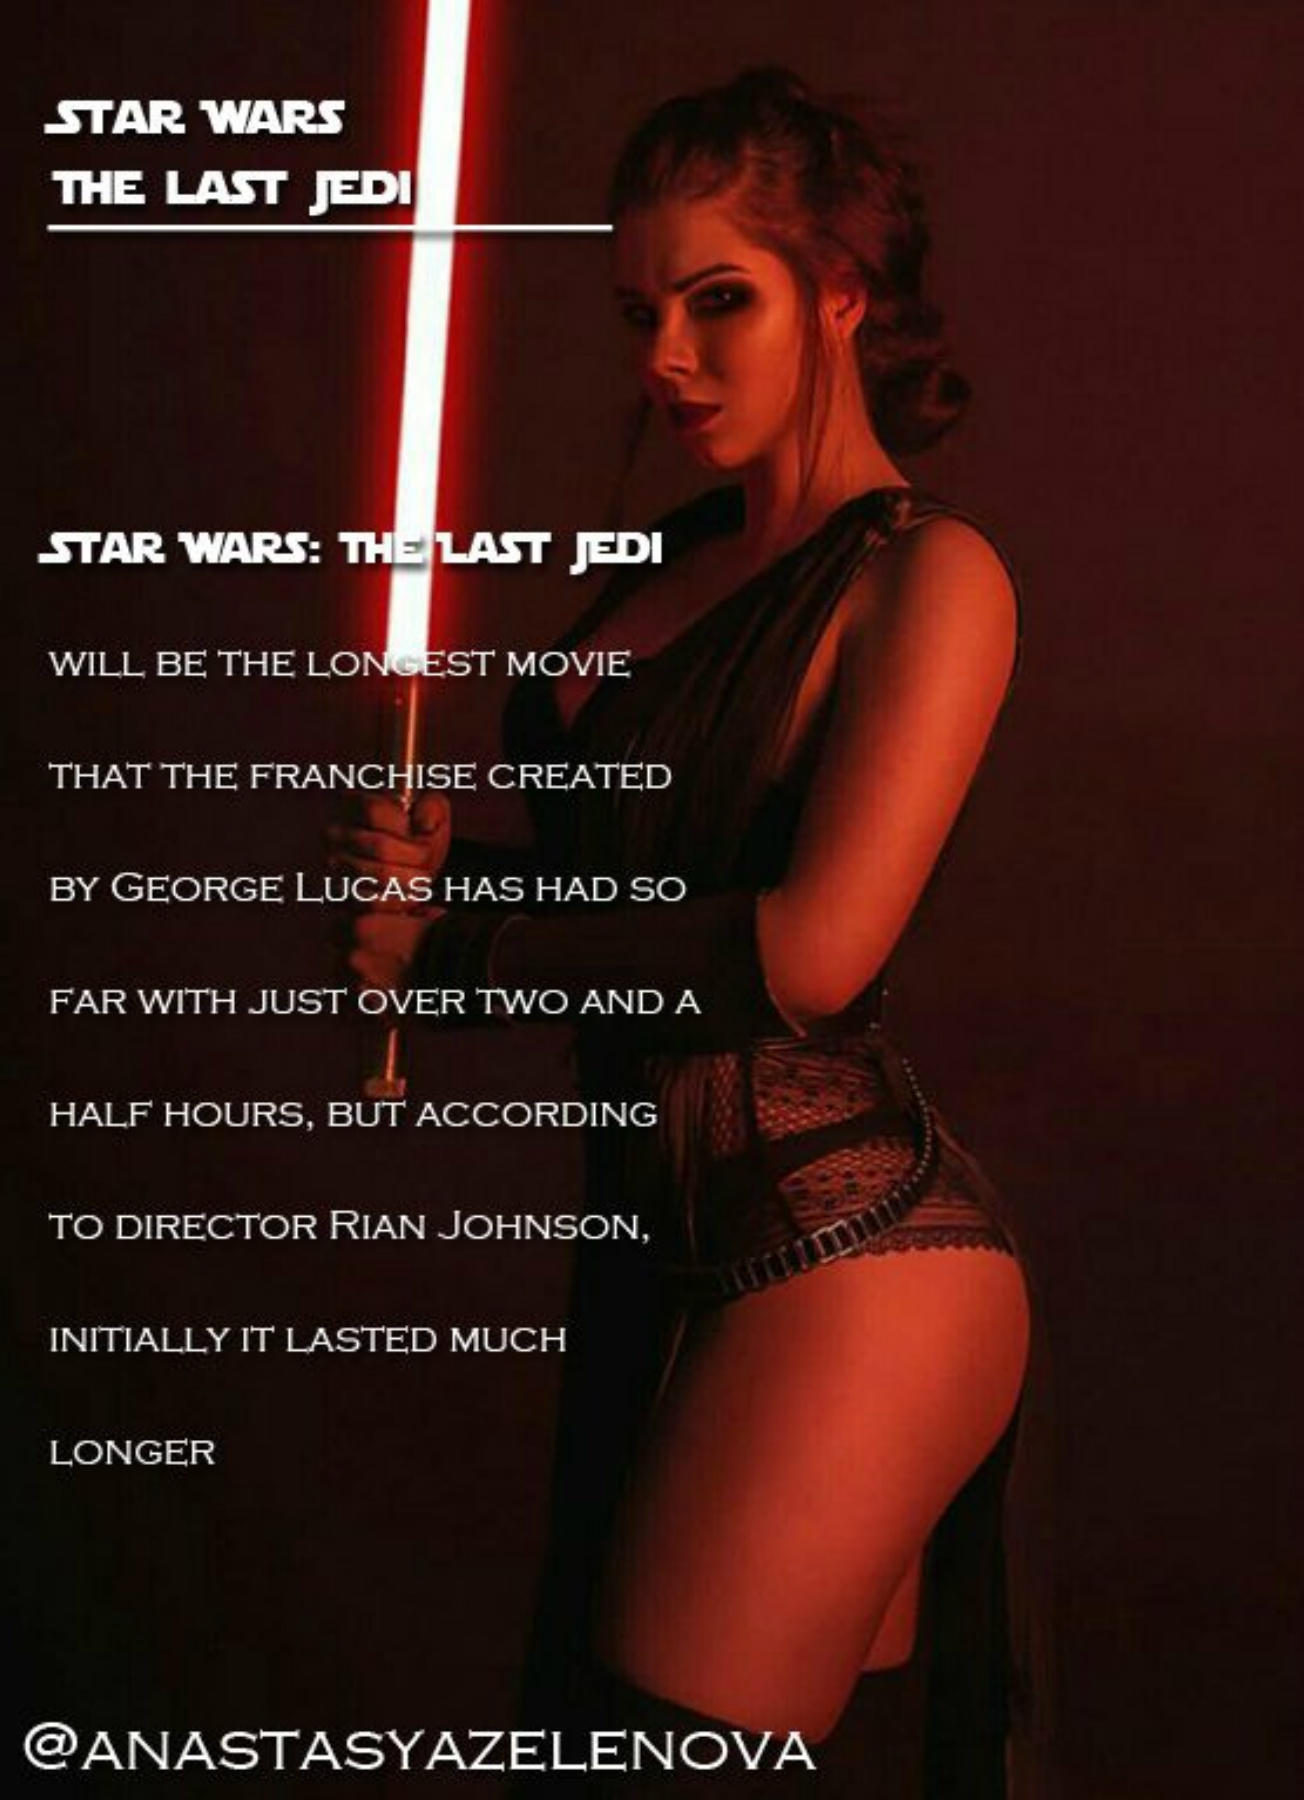 STAR WARS
THE LAST JEDI
STAR WARS: THE LAST JEDI
WILL BE THE LONGEST MOVIE
THAT THE FRANCHISE CREATED
BY GEORGE LUCAS HAS HAD SO
FAR WITH JUST OVER TWO AND A
HALF HOURS, BUT ACCORDING
TO DIRECTOR RIAN JOHNSON,
INITIALLY IT LASTED MUCH
LONGER
@ANASTASYAZELENOVA